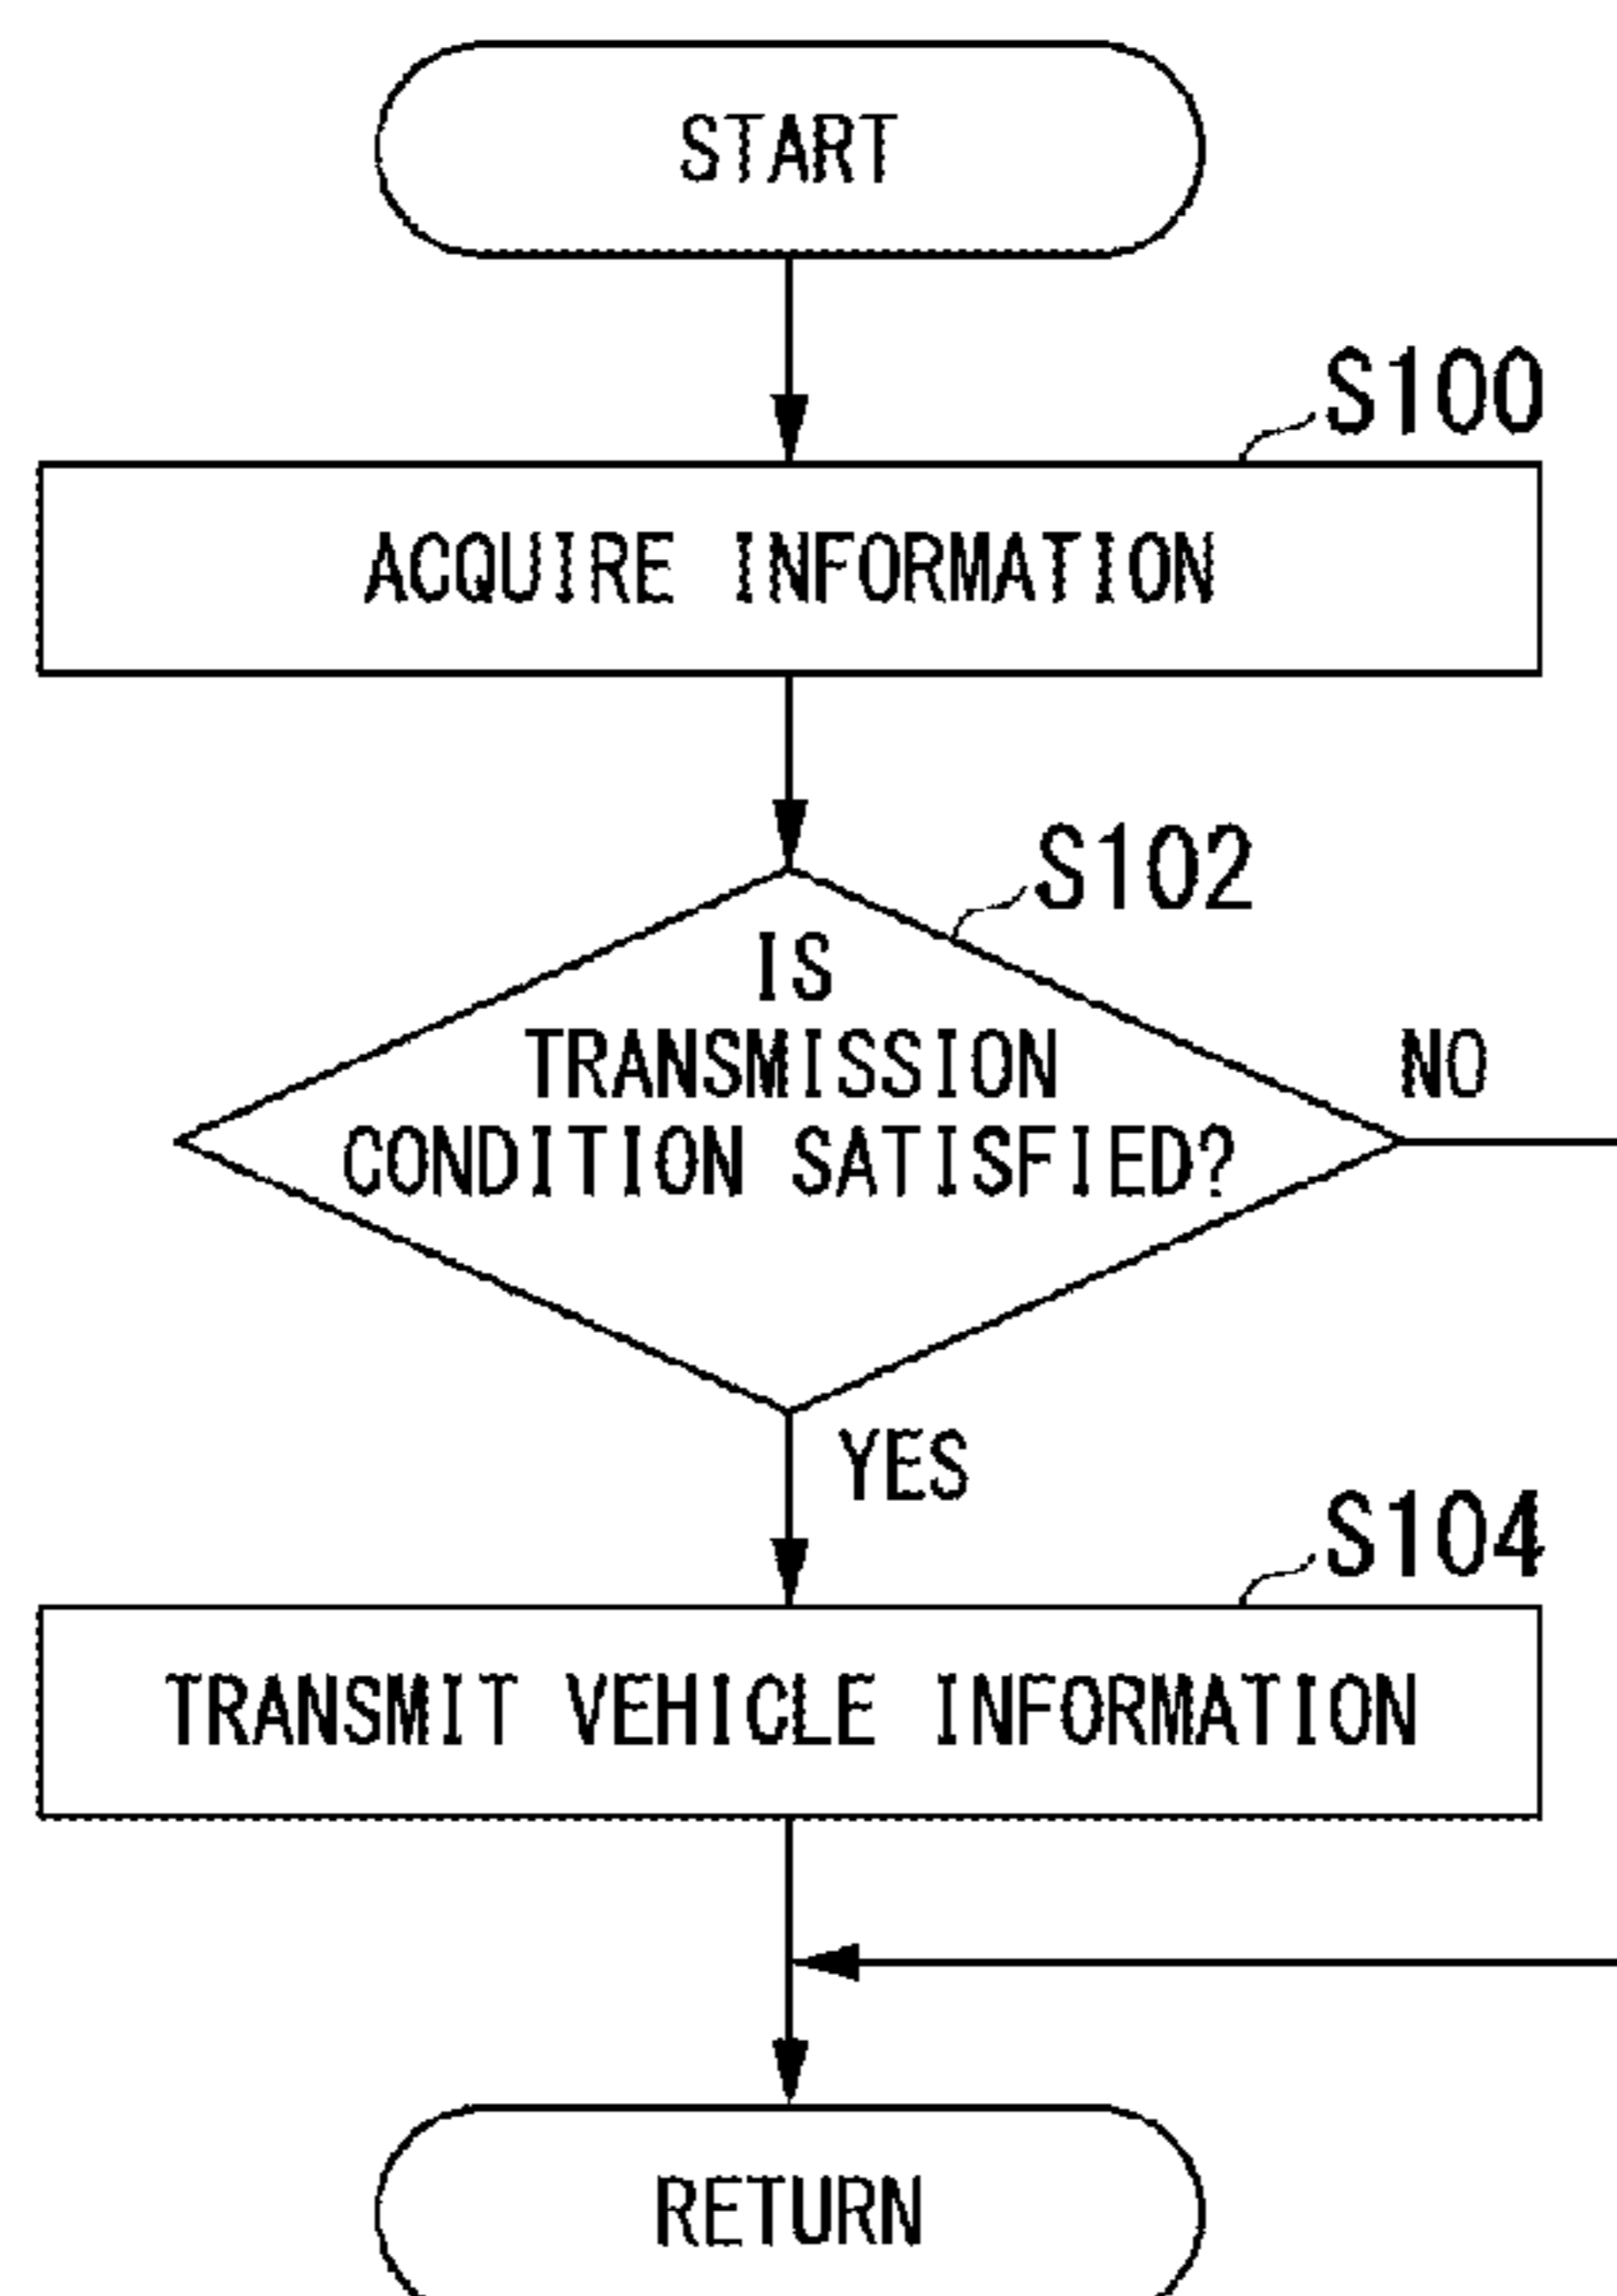 START
S100
ACQUIRE INFORMATION
S102
IS
TRANSMISSION
CONDITION SATISFIED?
NO
YES
S104
TRANSMIT VEHICLE INFORMATION
RETURN